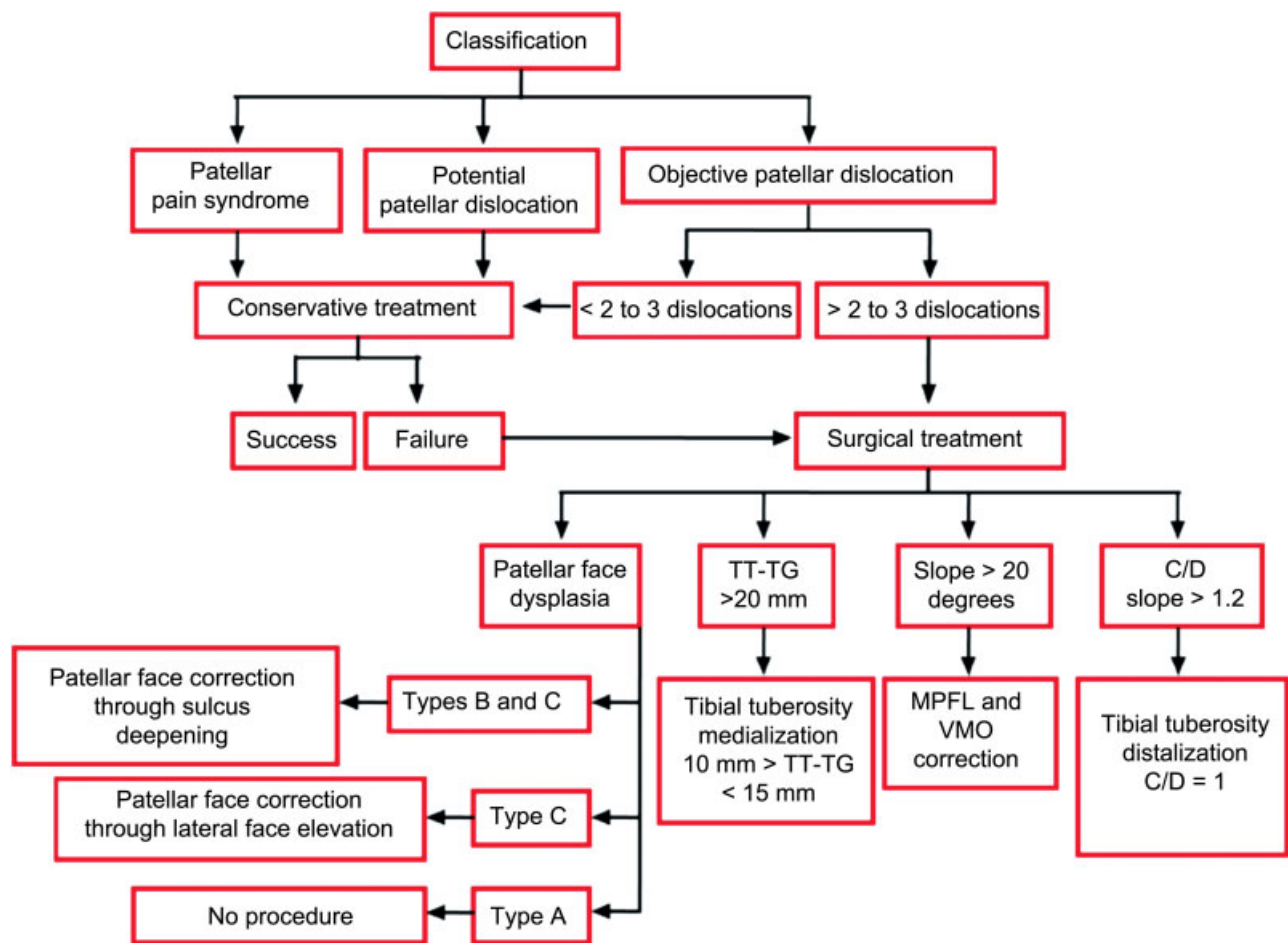 Classification
Patellar
pain syndrome
Potential
patellar dislocation
Objective patellar dislocation
Conservative treatment
< 2 to 3 dislocations
> 2 to 3 dislocations
Success
Failure
Surgical treatment
Patellar face
dysplasia
TT-TG
>20 mm
Slope > 20
degrees
C/D
slope > 1.2
Patellar face correction
through sulcus
deepening
Types B and C
Tibial tuberosity
medialization
10 mm > TT-TG
< 15 mm
MPFL and
VMO
correction
Tibial tuberosity
distalization
C/D = 1
Patellar face correction
through lateral face elevation
Type C
No procedure
Type A